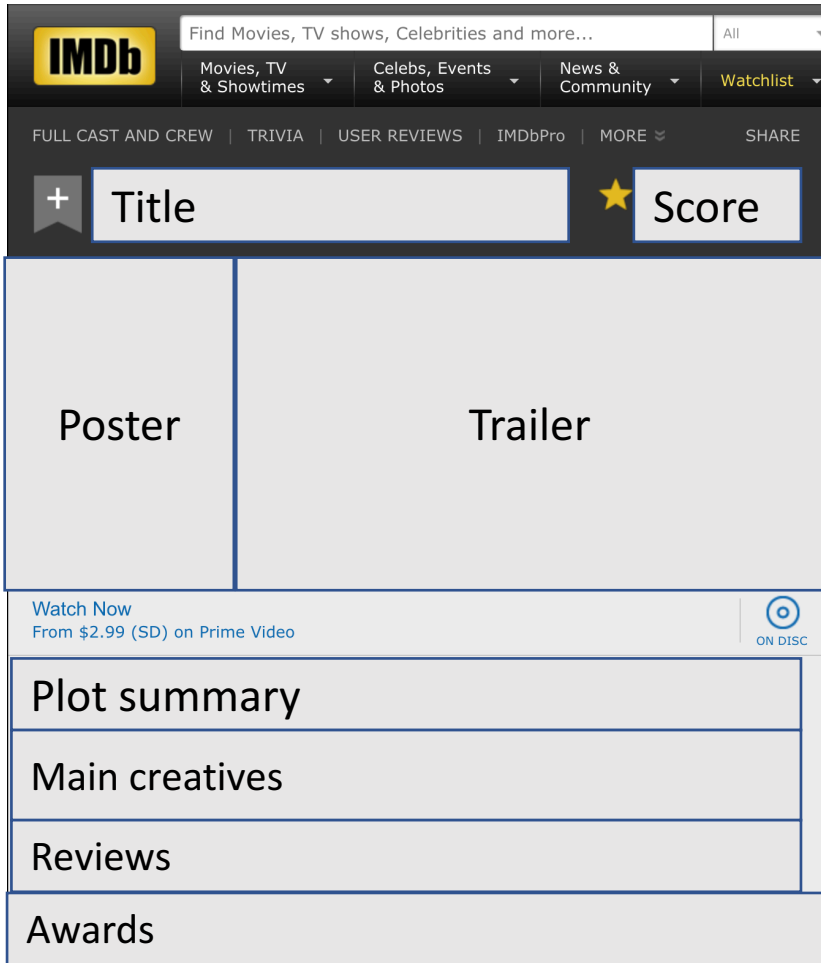 IMDb
Find Movies, TV shows, Celebrities and more...
All
Movies, TV
& Showtimes
Celebs, Events
& Photos
News &
Community
Watchlist
FULL CAST AND CREW | TRIVIA | USER REVIEWS | IMDbPro | MORE
SHARE
+
Title
Score
Poster
Trailer
Watch Now
From $2.99 (SD) on Prime Video
ON DISC
Plot summary
Main creatives
Reviews
Awards